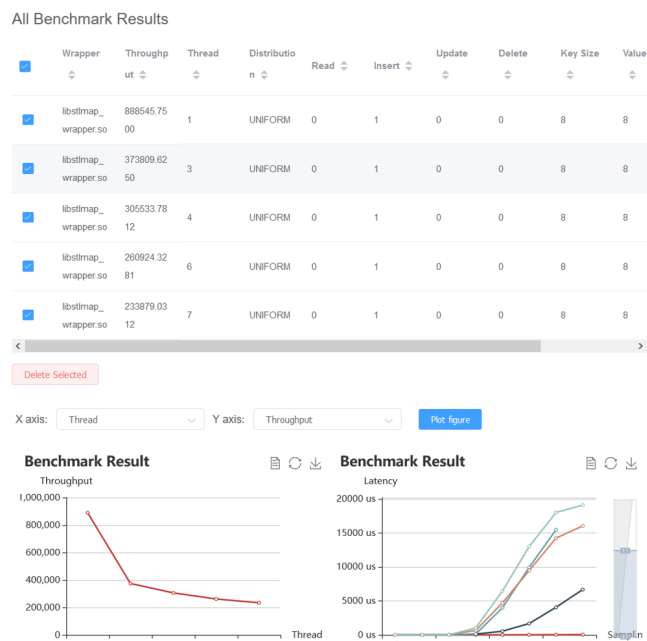 All Benchmark Results
Wrapper Throughp Thread Distributio Read Insert Update Delete Key Size Value
ut n
libstlmap_ 888545.75 1 UNIFORM 0 1 0 0 8 8
wrapper.so 00
libstlmap_ 373809.62 3 UNIFORM 0 1 0 0 8 8
wrapper.so 50
libstlmap_ 305533.78 4 UNIFORM 0 1 0 0 8 8
wrapper.so 12
libstlmap_ 260924.32 6 UNIFORM 0 1 0 0 8 8
wrapper.so 81
libstlmap_ 233879.03 7 UNIFORM 0 1 0 0 8 8
wrapper.so 12
Delete Selected
X axis: Thread Y axis: Throughput Plot figure
Benchmark Result
Throughput
1,000,000
800,000
600,000
400,000
200,000
0
Thread
Benchmark Result
Latency
20000 us
15000 us
10000 us
5000 us
0 us
Samplin